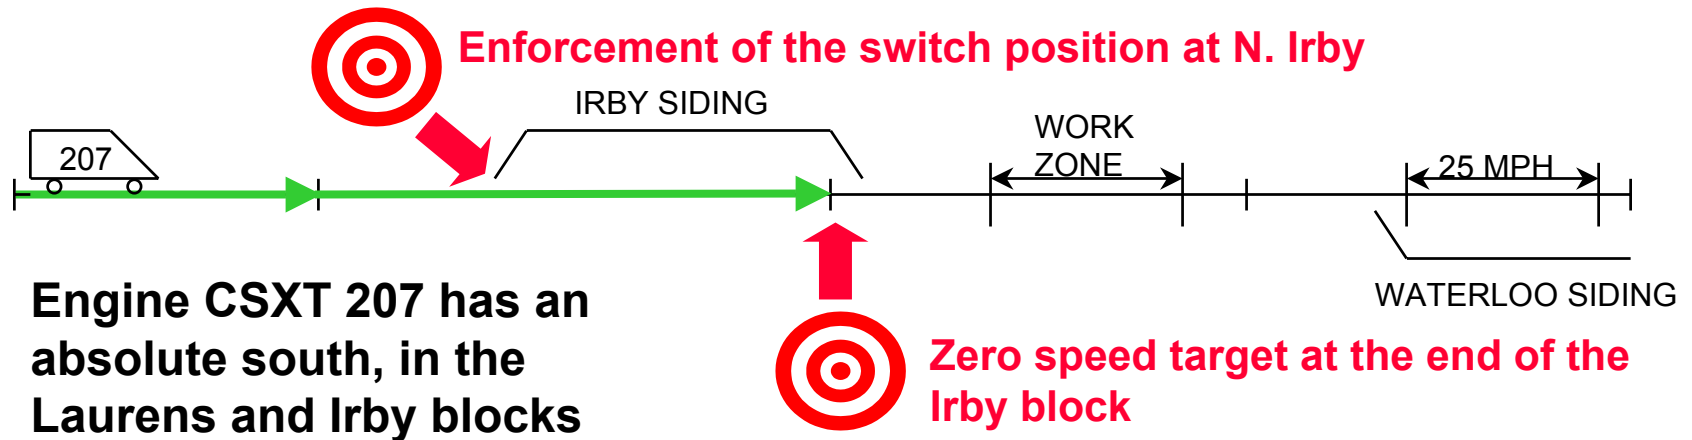 Enforcement of the switch position at N. Irby
IRBY SIDING
WORK
ZONE
207
25 MPH
WATERLOO SIDING
Engine CSXT 207 has an
absolute south, in the
Laurens and Irby blocks
Zero speed target at the end of the
Irby block